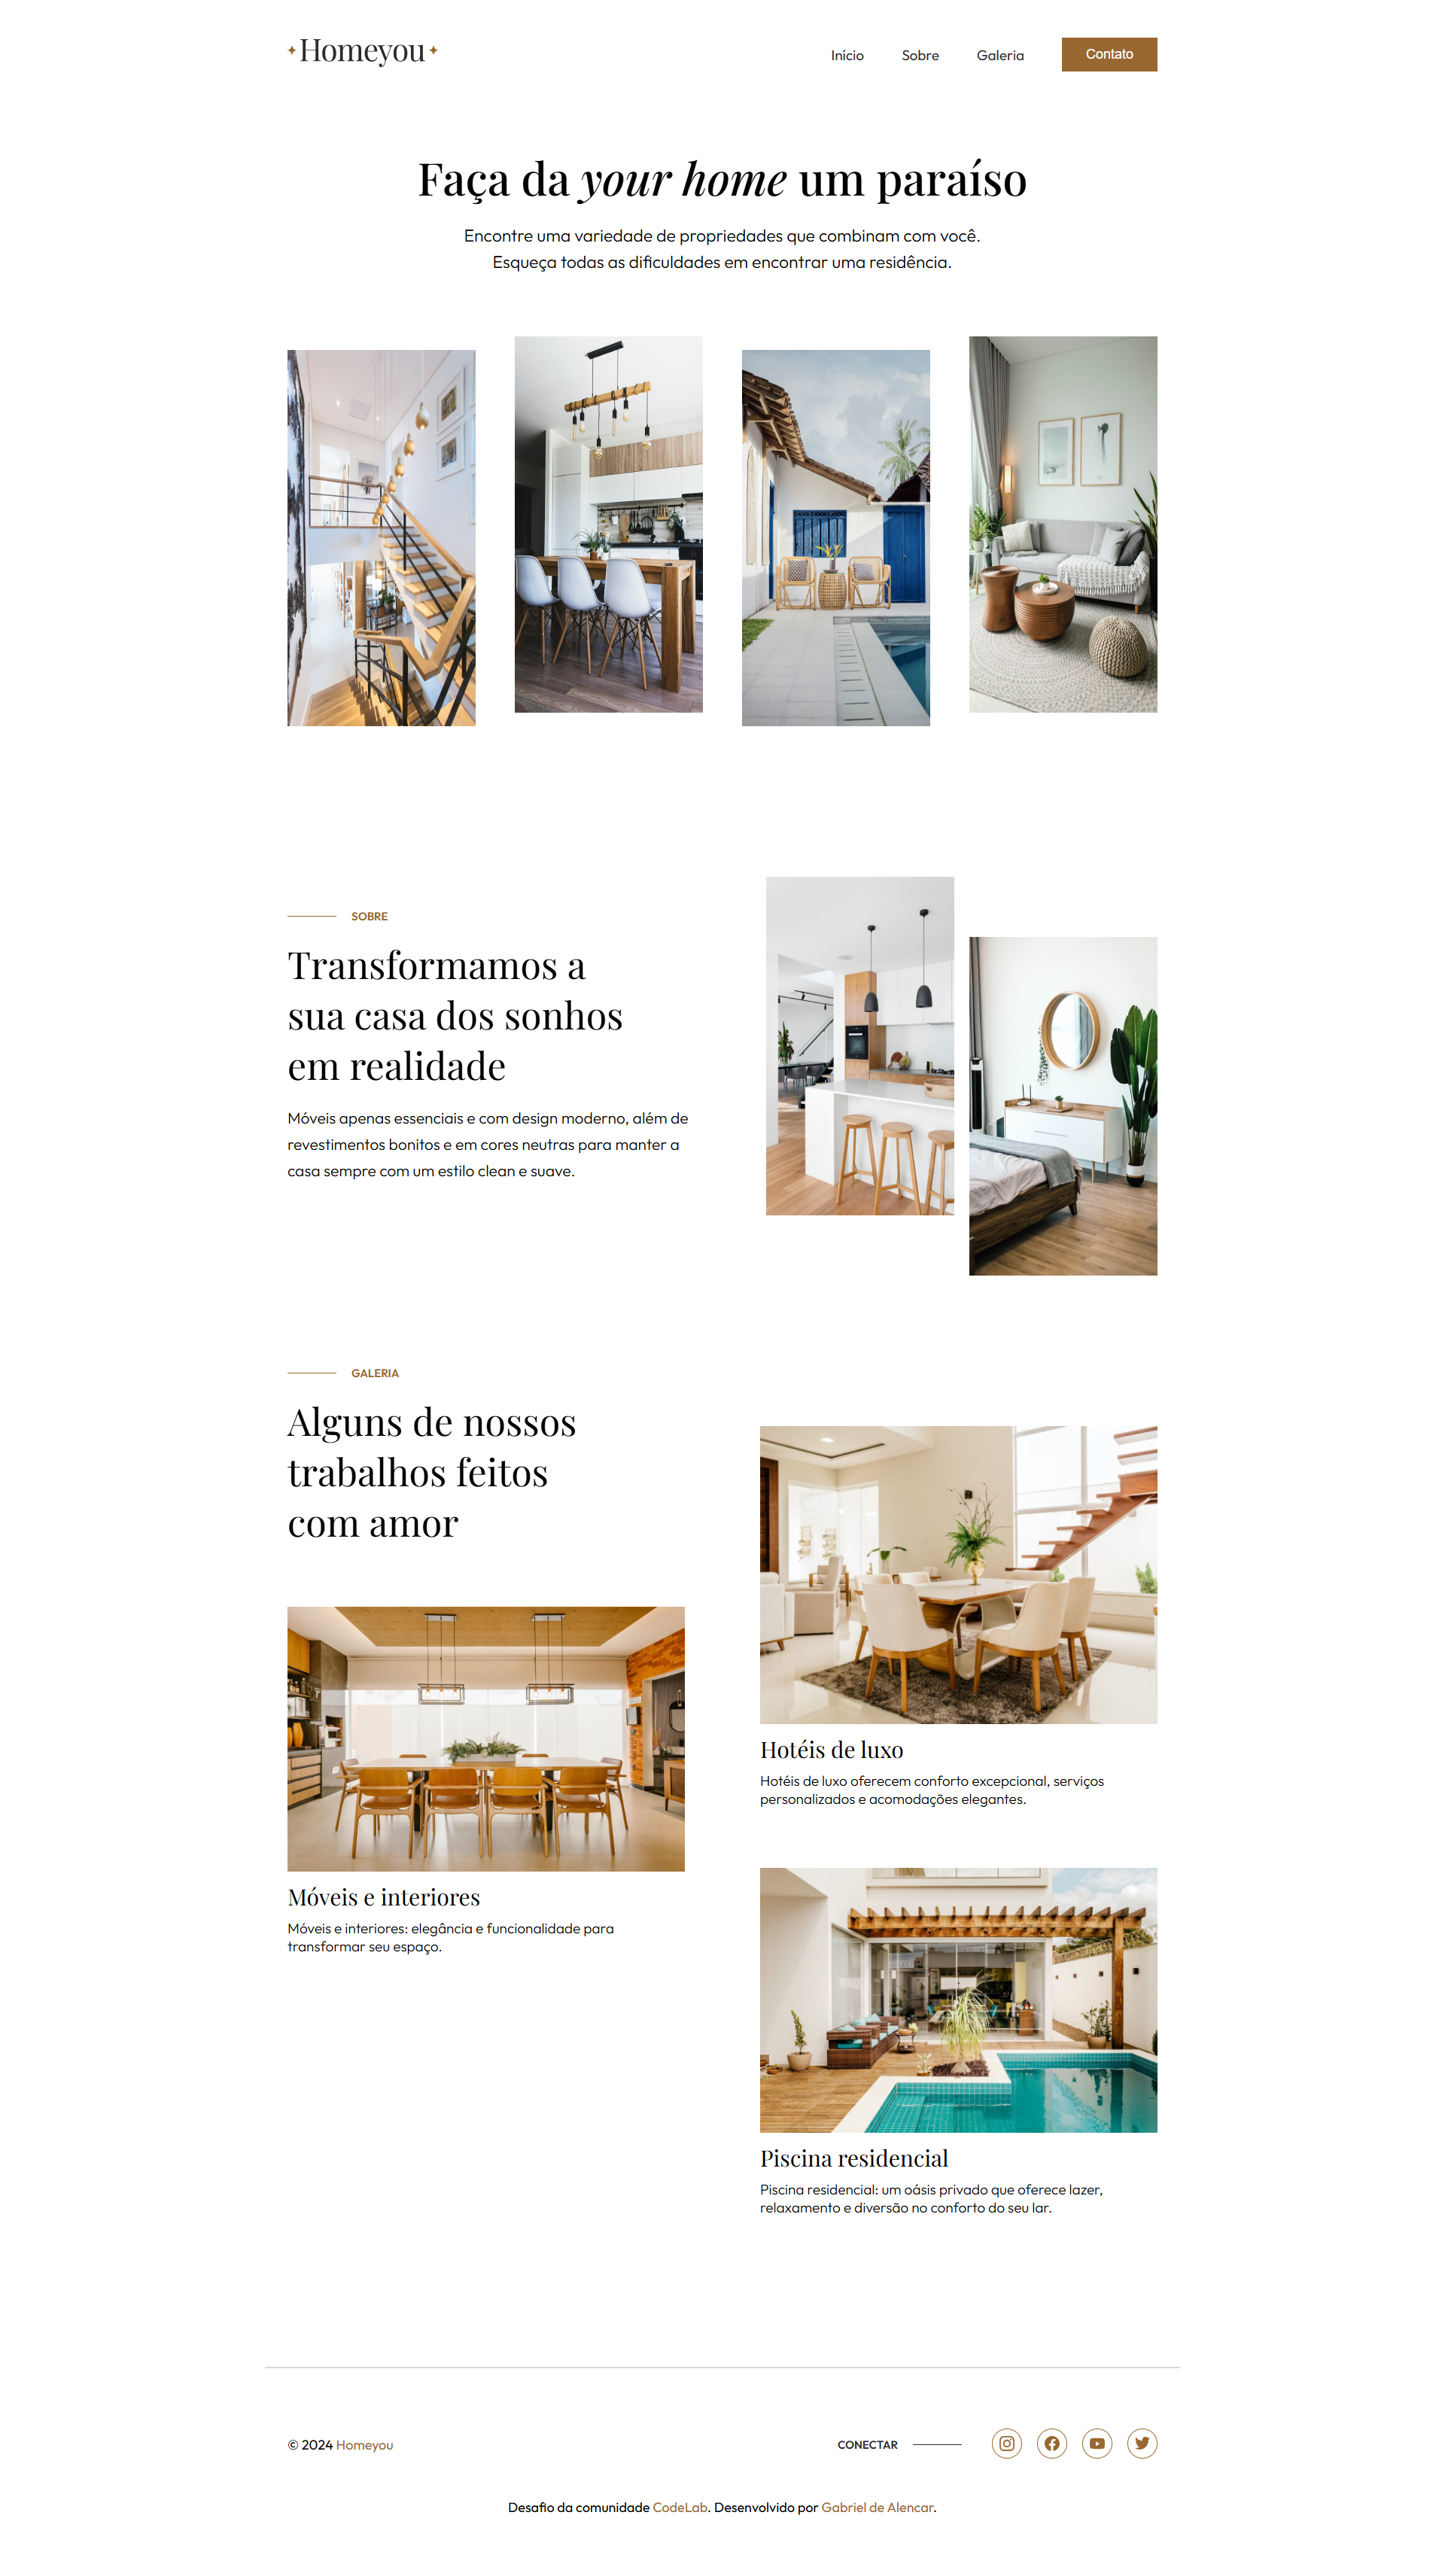 Homeyou
Início
Sobre
Galeria
Contato
Faça da your home um paraíso
Encontre uma variedade de propriedades que combinam com você.
Esqueça todas as dificuldades em encontrar uma residência.
SOBRE
Transformamos a
sua casa dos sonhos
em realidade
Móveis apenas essenciais e com design moderno, além de
revestimentos bonitos e em cores neutras para manter a
casa sempre com um estilo clean e suave.
GALERIA
Alguns de nossos
trabalhos feitos
com amor
Móveis e interiores
Móveis e interiores: elegância e funcionalidade para
transformar seu espaço.
Hotéis de luxo
Hotéis de luxo oferecem conforto excepcional, serviços
personalizados e acomodações elegantes.
Piscina residencial
Piscina residencial: um oásis privado que oferece lazer,
relaxamento e diversão no conforto do seu lar.
© 2024 Homeyou
CONECTAR
Desafio da comunidade CodeLab. Desenvolvido por Gabriel de Alencar.